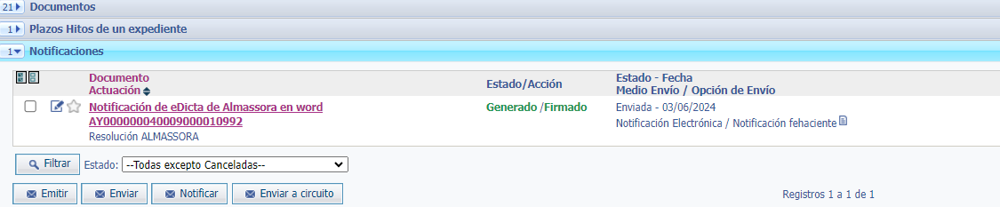 21 Documentos
1 Plazos Hitos de un expediente
1 Notificaciones
Documento
Actuación
Estado/Acción
Estado - Fecha
Medio Envío / Opción de Envío
Notificación de eDicta de Almassora en word
AY000000040009000010992
Resolución ALMASSORA
Generado /Firmado
Enviada - 03/06/2024
Notificación Electrónica / Notificación fehaciente
Filtrar Estado: --Todas excepto Canceladas--
Emitir Enviar Notificar Enviar a circuito Registros 1 a 1 de 1